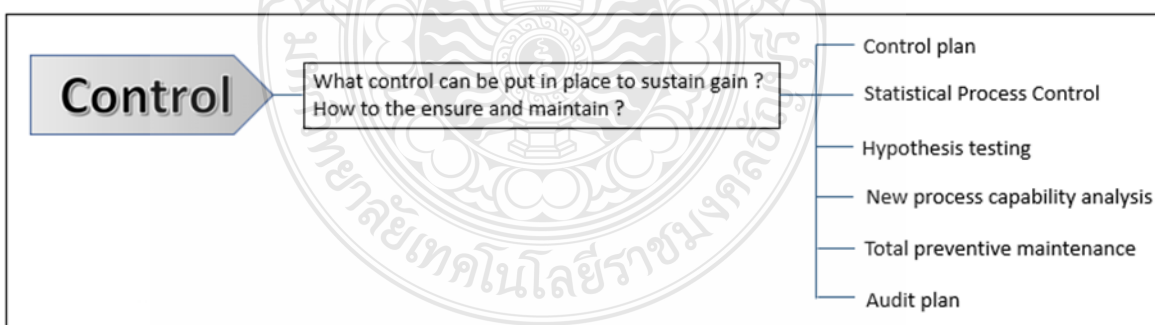 Control
What control can be put in place to sustain gain ?
How to the ensure and maintain ?
Control plan
Statistical Process Control
Hypothesis testing
New process capability analysis
Total preventive maintenance
Audit plan